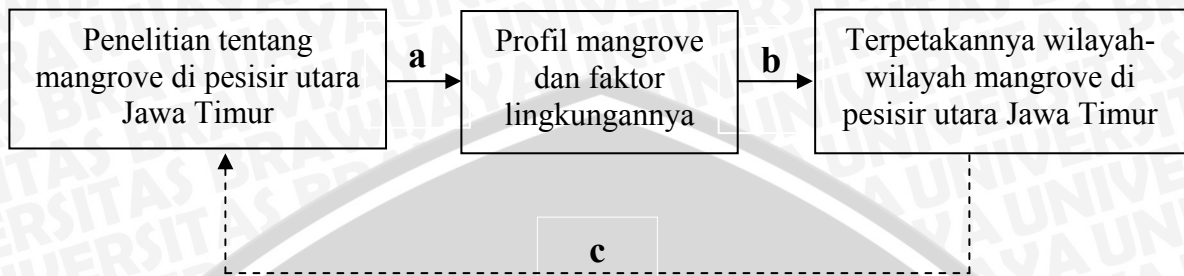 Penelitian tentang
mangrove di pesisir utara
Jawa Timur
a
Profil mangrove
dan faktor
lingkungannya
b
Terpetakannya wilayah-
wilayah mangrove di
pesisir utara Jawa Timur
c